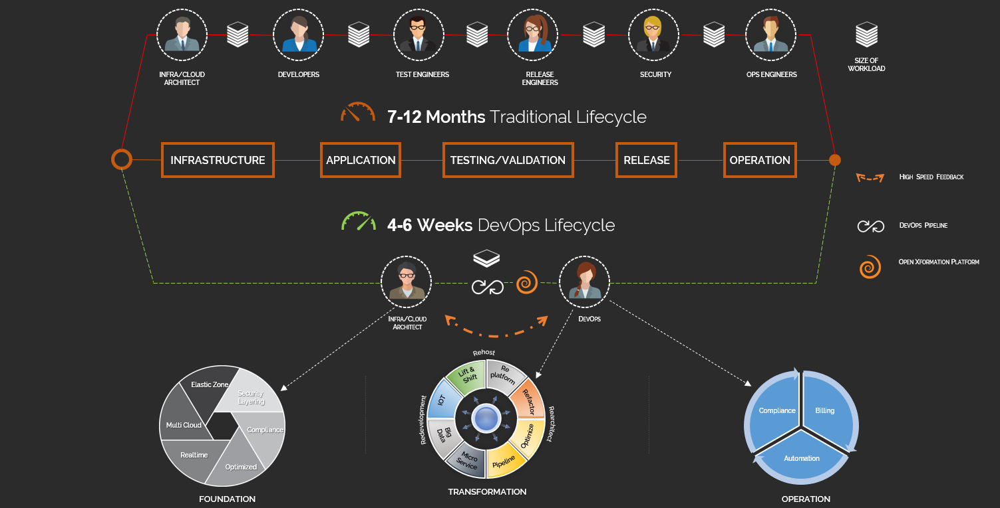 INFRA/CLOUD
ARCHITECT
DEVELOPERS
TEST ENGINEERS
RELEASE
ENGINEERS
SECURITY
OPS ENGINEERS
SIZE OF
WORKLOAD
7-12 Months Traditional Lifecycle
INFRASTRUCTURE
APPLICATION
TESTING/VALIDATION
RELEASE
OPERATION
High Speed Feedback
4-6 Weeks DevOps Lifecycle
DevOps Pipeline
Open Xformation Platform
Infra/Cloud
Architect
DevOps
Elastic Zone
Security
Layering
Multi Cloud
Compliance
Realtime
Optimized
FOUNDATION
Rehost
Lift &
Shift
Re
platform
IOT
Refactor
Redevelopment
Rearchitect
Big
Data
Optimize
Micro
Service
Pipeline
TRANSFORMATION
Compliance
Billing
Automation
OPERATION